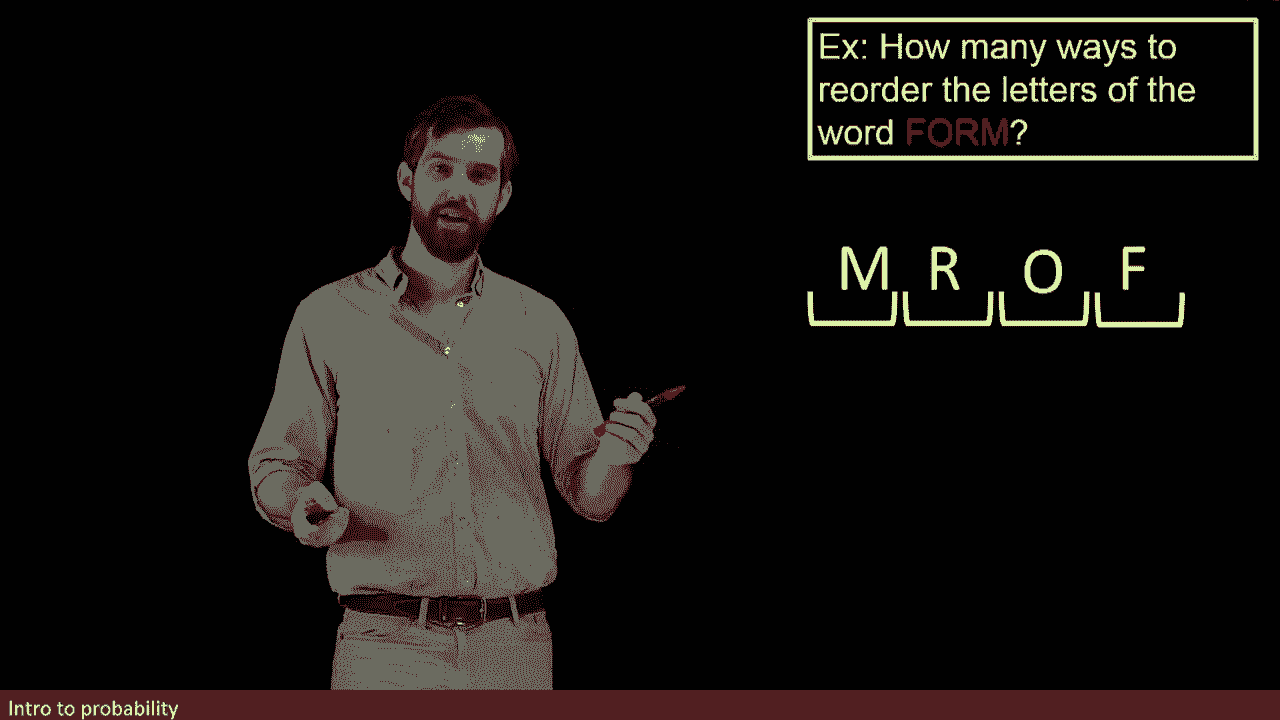 Ex: How many ways to
reorder the letters of the
word FORM?
M R O F
Intro to probability